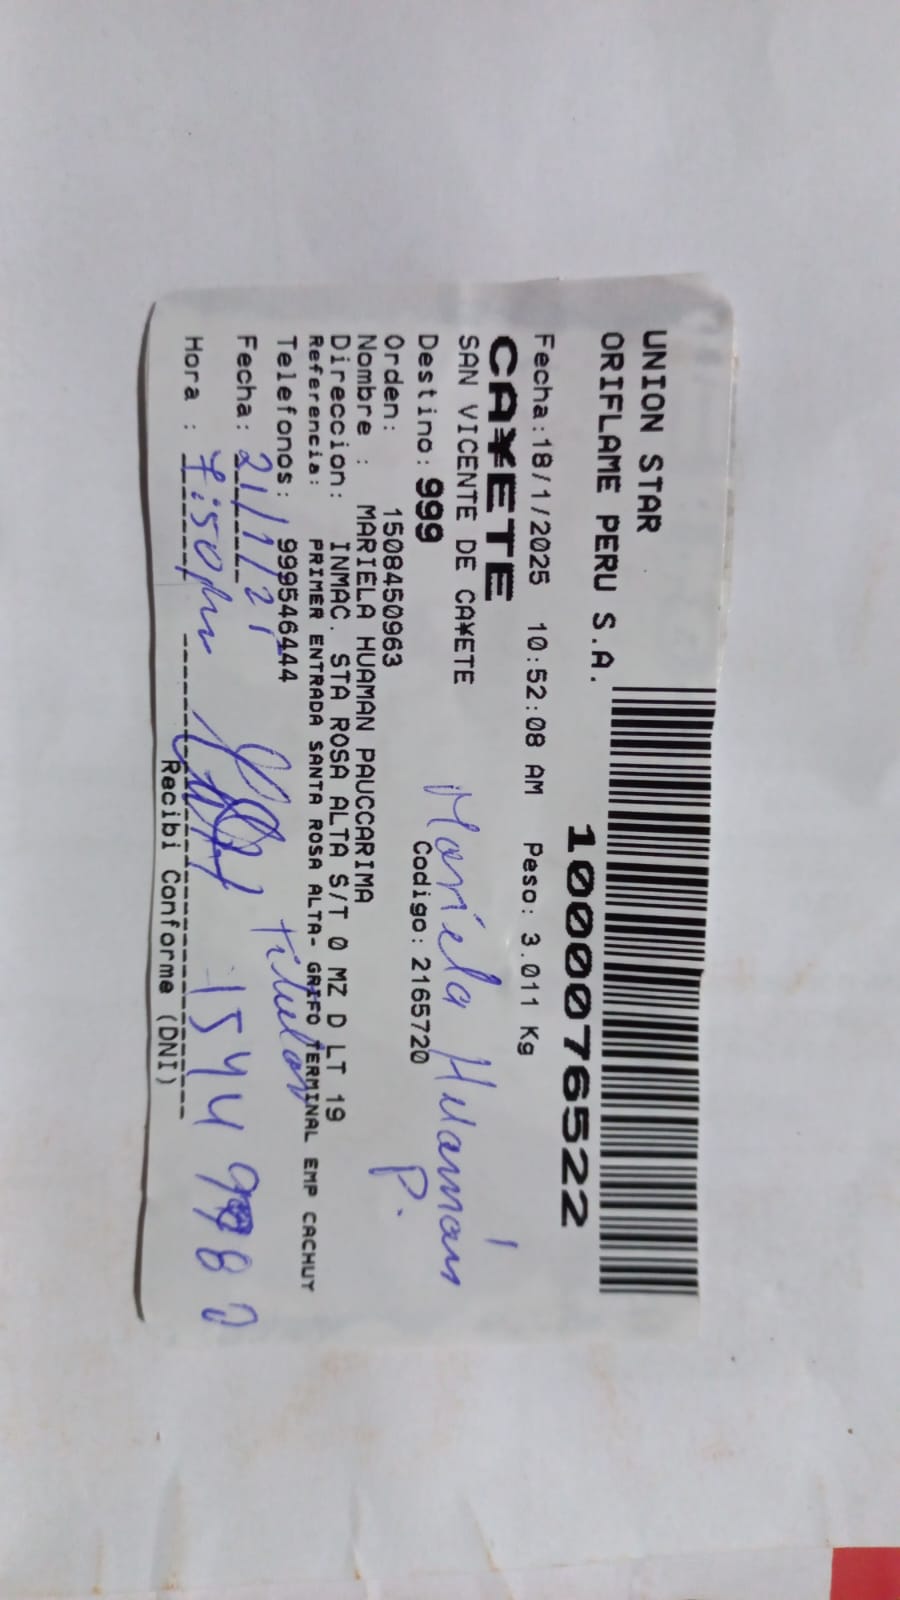 UNION STAR
ORIFLAME PERU S.A.
1000076522
Fecha:18/1/2025 10:52:08 AM Peso: 3.011 Kg
CA¥ETE
SAN VICENTE DE CA¥ETE
Mariela Huamán P.
Destino: 999 Codigo: 2165720
Orden: 1508450963
Nombre : MARIELA HUAMAN PAUCCARIMA
Direccion: INMAC. STA ROSA ALTA S/T 0 MZ D LT 19
Referencia: PRIMER ENTRADA SANTA ROSA ALTA- GRIFO TERMINAL EMP CACHUY
Telefonos: 999546444 titular
Fecha: 21/1/25
Hora : 7:50pm 154498
Recibi Conforme (DNI)